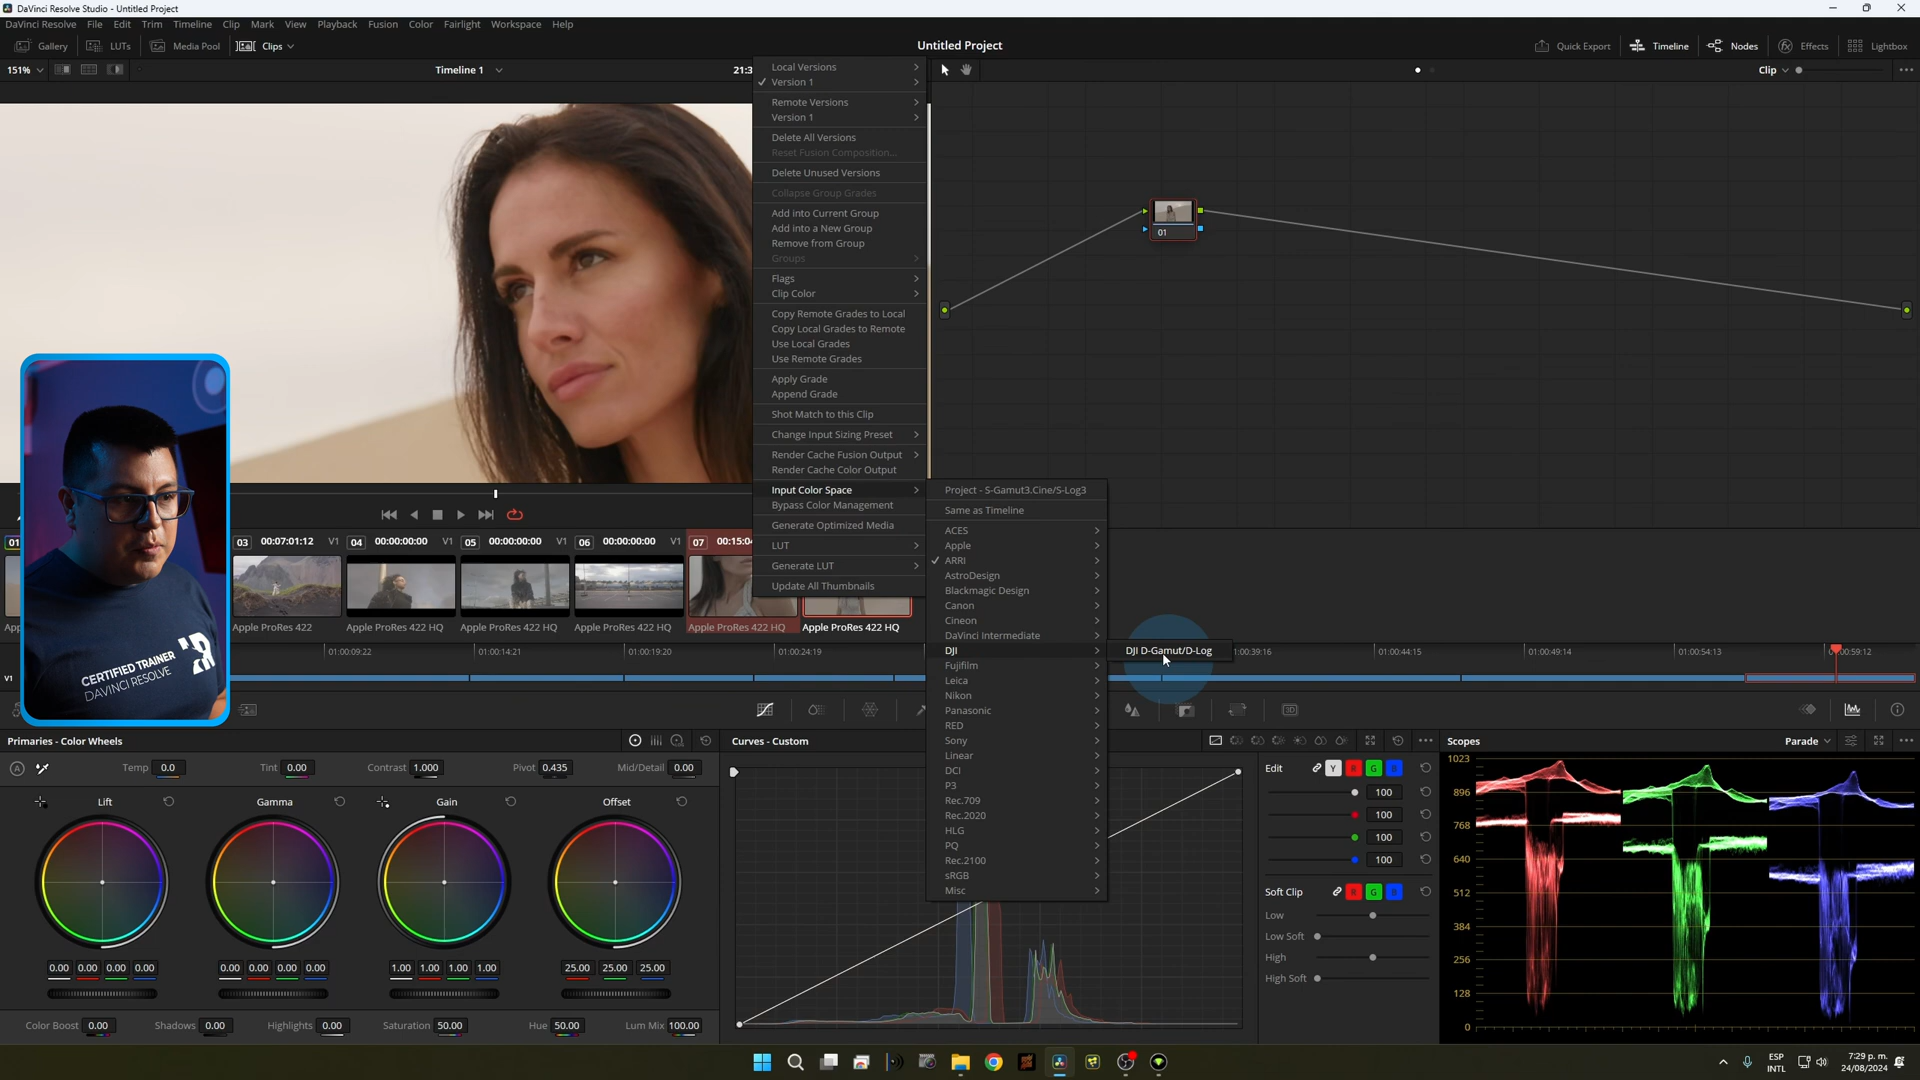 DaVinci Resolve Studio - Untitled Project
DaVinci Resolve File Edit Trim Timeline Clip Mark View Playback Fusion Color Fairlight Workspace Help
Gallery LUTs Media Pool Clips Untitled Project Quick Export Timeline Nodes Effects Lightbox
151% Timeline 1 21:3 Clip
Local Versions
Version 1
Remote Versions
Version 1
Delete All Versions
Reset Fusion Composition...
Delete Unused Versions
Collapse Group Grades
Add into Current Group
Add into a New Group
Remove from Group
Groups
Flags
Clip Color
Copy Remote Grades to Local
Copy Local Grades to Remote
Use Local Grades
Use Remote Grades
Apply Grade
Append Grade
Shot Match to this Clip
Change Input Sizing Preset
Render Cache Fusion Output
Render Cache Color Output
Input Color Space
Bypass Color Management
Generate Optimized Media
LUT
Generate LUT
Update All Thumbnails
01
Project - S-Gamut3.Cine/S-Log3
Same as Timeline
ACES
Apple
ARRI
AstroDesign
Blackmagic Design
Canon
Cineon
DaVinci Intermediate
DJI
Fujifilm
Leica
Nikon
Panasonic
RED
Sony
Linear
DCI
P3
Rec.709
Rec.2020
HLG
PQ
Rec.2100
sRGB
Misc
DJI D-Gamut/D-Log
01 03 00:07:01:12 V1 04 00:00:00:00 V1 05 00:00:00:00 V1 06 00:00:00:00 V1 07 00:15:04
App Apple ProRes 422 Apple ProRes 422 HQ Apple ProRes 422 HQ Apple ProRes 422 HQ Apple ProRes 422 HQ Apple ProRes 422 HQ
01:00:09:22 01:00:14:21 01:00:19:20 01:00:24:19 01:00:39:16 01:00:44:15 01:00:49:14 01:00:54:13 01:00:59:12
V1
CERTIFIED TRAINER
DAVINCI RESOLVE
Primaries - Color Wheels Curves - Custom Scopes Parade
Temp 0.0 Tint 0.00 Contrast 1.000 Pivot 0.435 Mid/Detail 0.00
Lift Gamma Gain Offset
0.00 0.00 0.00 0.00 0.00 0.00 0.00 0.00 1.00 1.00 1.00 1.00 25.00 25.00 25.00
Color Boost 0.00 Shadows 0.00 Highlights 0.00 Saturation 50.00 Hue 50.00 Lum Mix 100.00
Edit Y R G B
100
100
100
100
Soft Clip R G B
Low
Low Soft
High
High Soft
1023
896
768
640
512
384
256
128
0
ESP
INTL
7:29 p. m.
24/08/2024